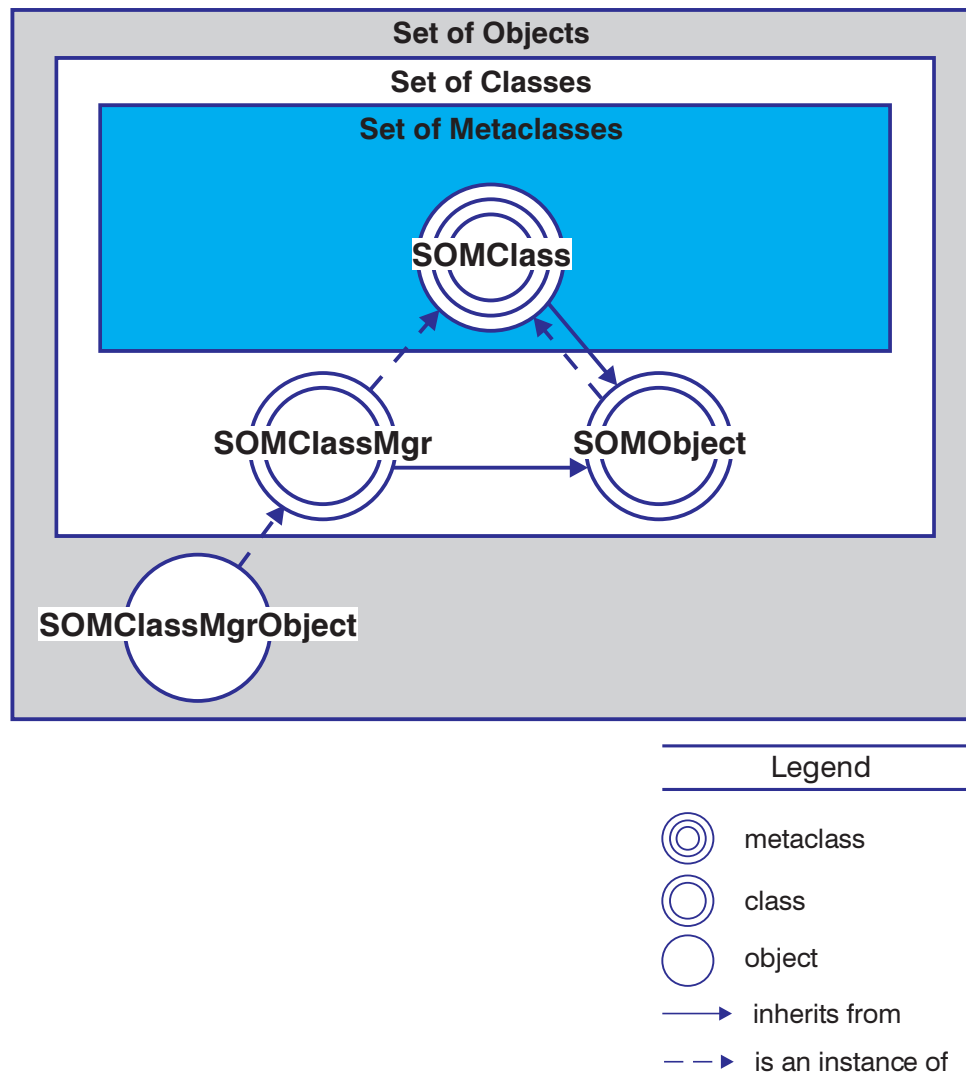 Set of Objects
Set of Classes
Set of Metaclasses
SOMClass
SOMClassMgr
SOMObject
SOMClassMgrObject
Legend
metaclass
class
object
inherits from
is an instance of